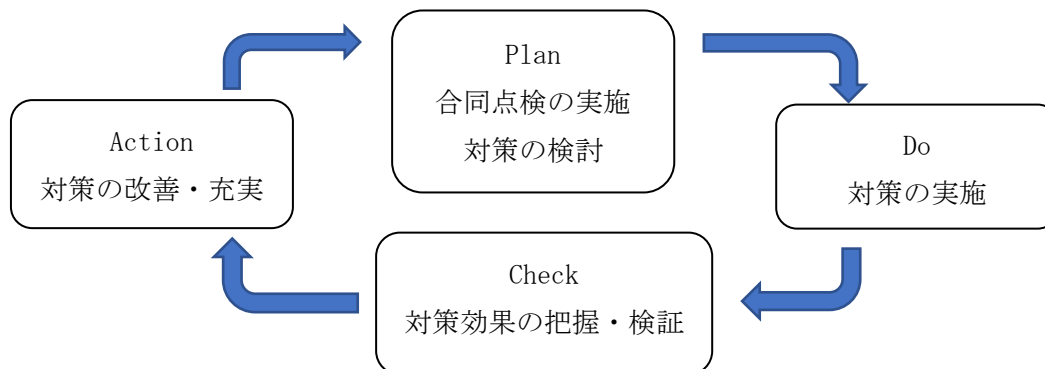 Plan
合同点検の実施
対策の検討
Do
対策の実施
Check
対策効果の把握・検証
Action
対策の改善・充実